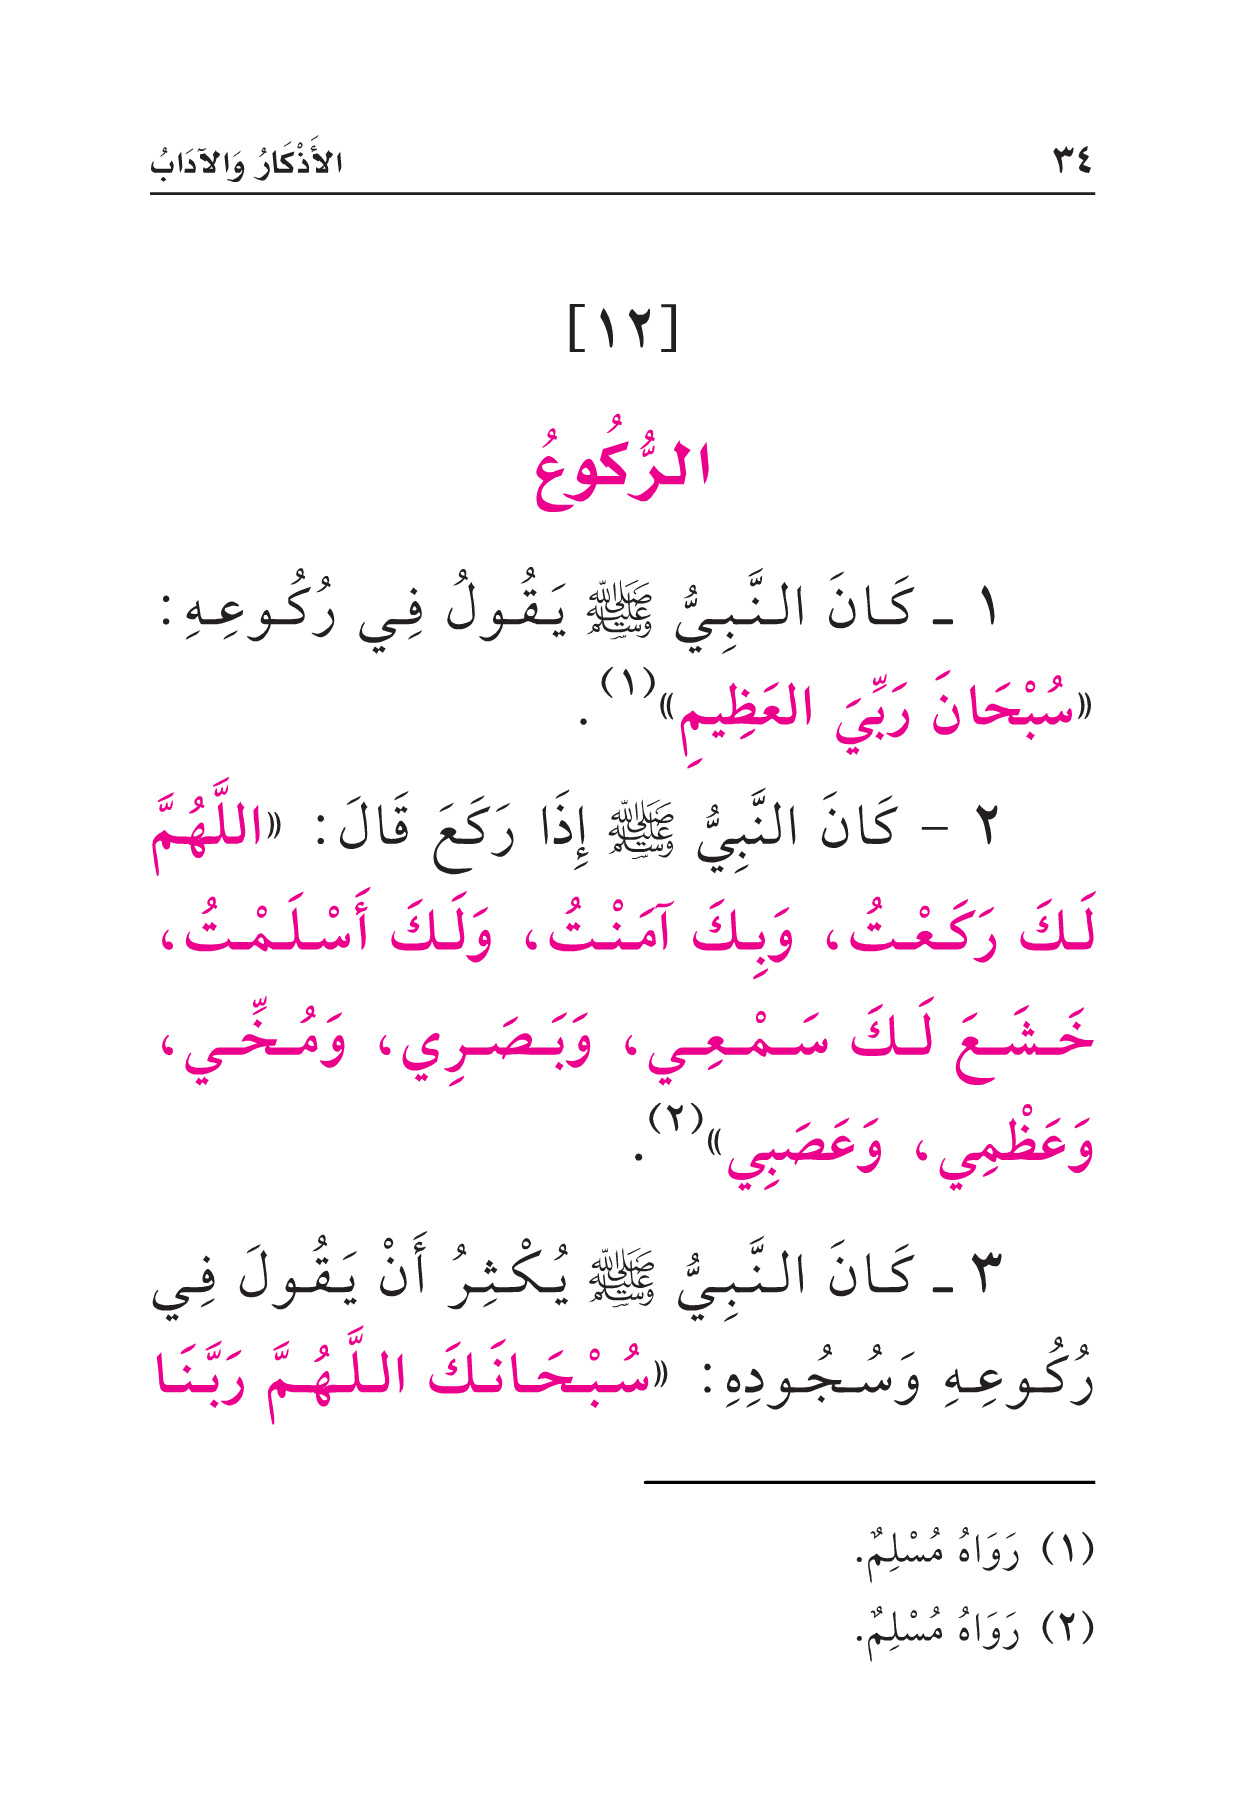 ٣٤ الأَذْكَارُ وَالآدَابُ
[١٢]
الرُّكُوعُ
١ ـ كَانَ النَّبِيُّ ﷺ يَقُولُ فِي رُكُوعِهِ:
«سُبْحَانَ رَبِّيَ العَظِيمِ»(١).
٢ – كَانَ النَّبِيُّ ﷺ إِذَا رَكَعَ قَالَ: «اللَّهُمَّ
لَكَ رَكَعْتُ، وَبِكَ آمَنْتُ، وَلَكَ أَسْلَمْتُ،
خَشَعَ لَكَ سَمْعِي، وَبَصَرِي، وَمُخِّي،
وَعَظْمِي، وَعَصَبِي»(٢).
٣ ـ كَانَ النَّبِيُّ ﷺ يُكْثِرُ أَنْ يَقُولَ فِي
رُكُوعِهِ وَسُجُودِهِ: «سُبْحَانَكَ اللَّهُمَّ رَبَّنَا
(١) رَوَاهُ مُسْلِمٌ.
(٢) رَوَاهُ مُسْلِمٌ.